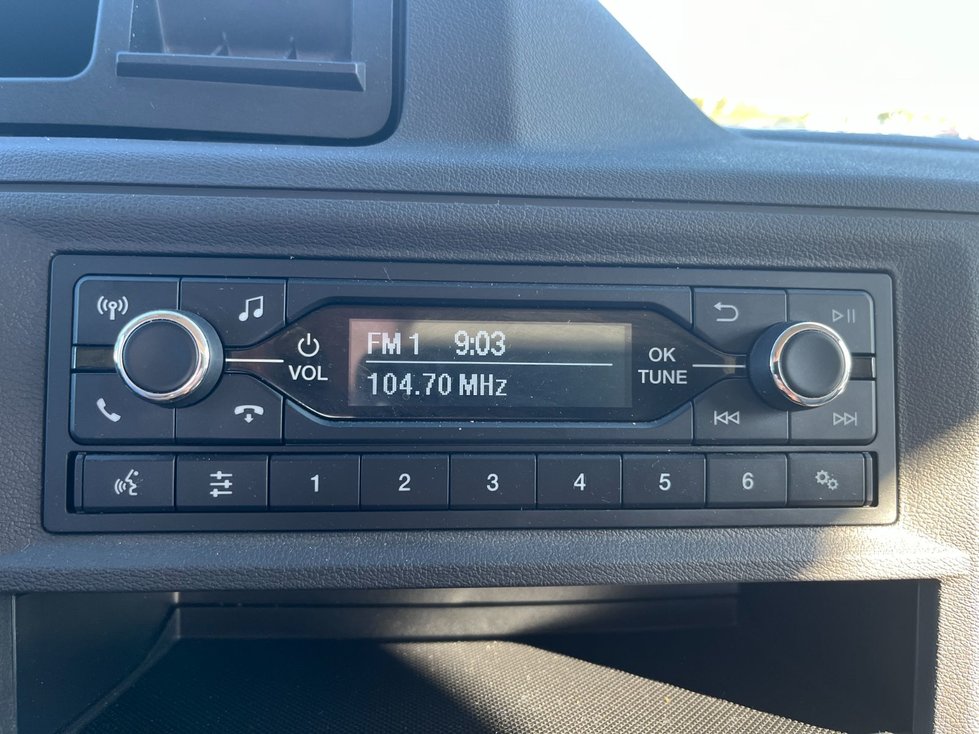 VOL
FM 1 9:03
104.70 MHz
OK
TUNE
1 2 3 4 5 6